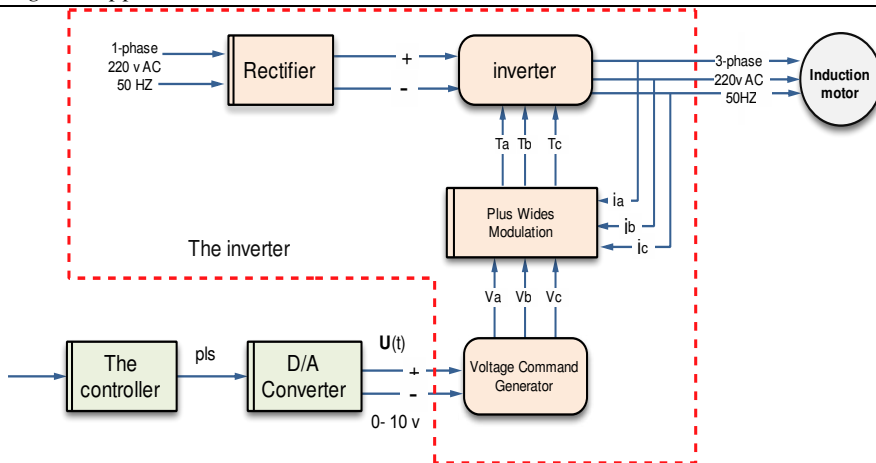 1-phase
220 v AC
50 HZ
Rectifier
+
-
inverter
3-phase
220v AC
50HZ
Induction
motor
Ta
Tb
Tc
Plus Wides
Modulation
ia
ib
ic
The inverter
Va
Vb
Vc
The
controller
pls
D/A
Converter
U(t)
+
-
0- 10 v
Voltage Command
Generator